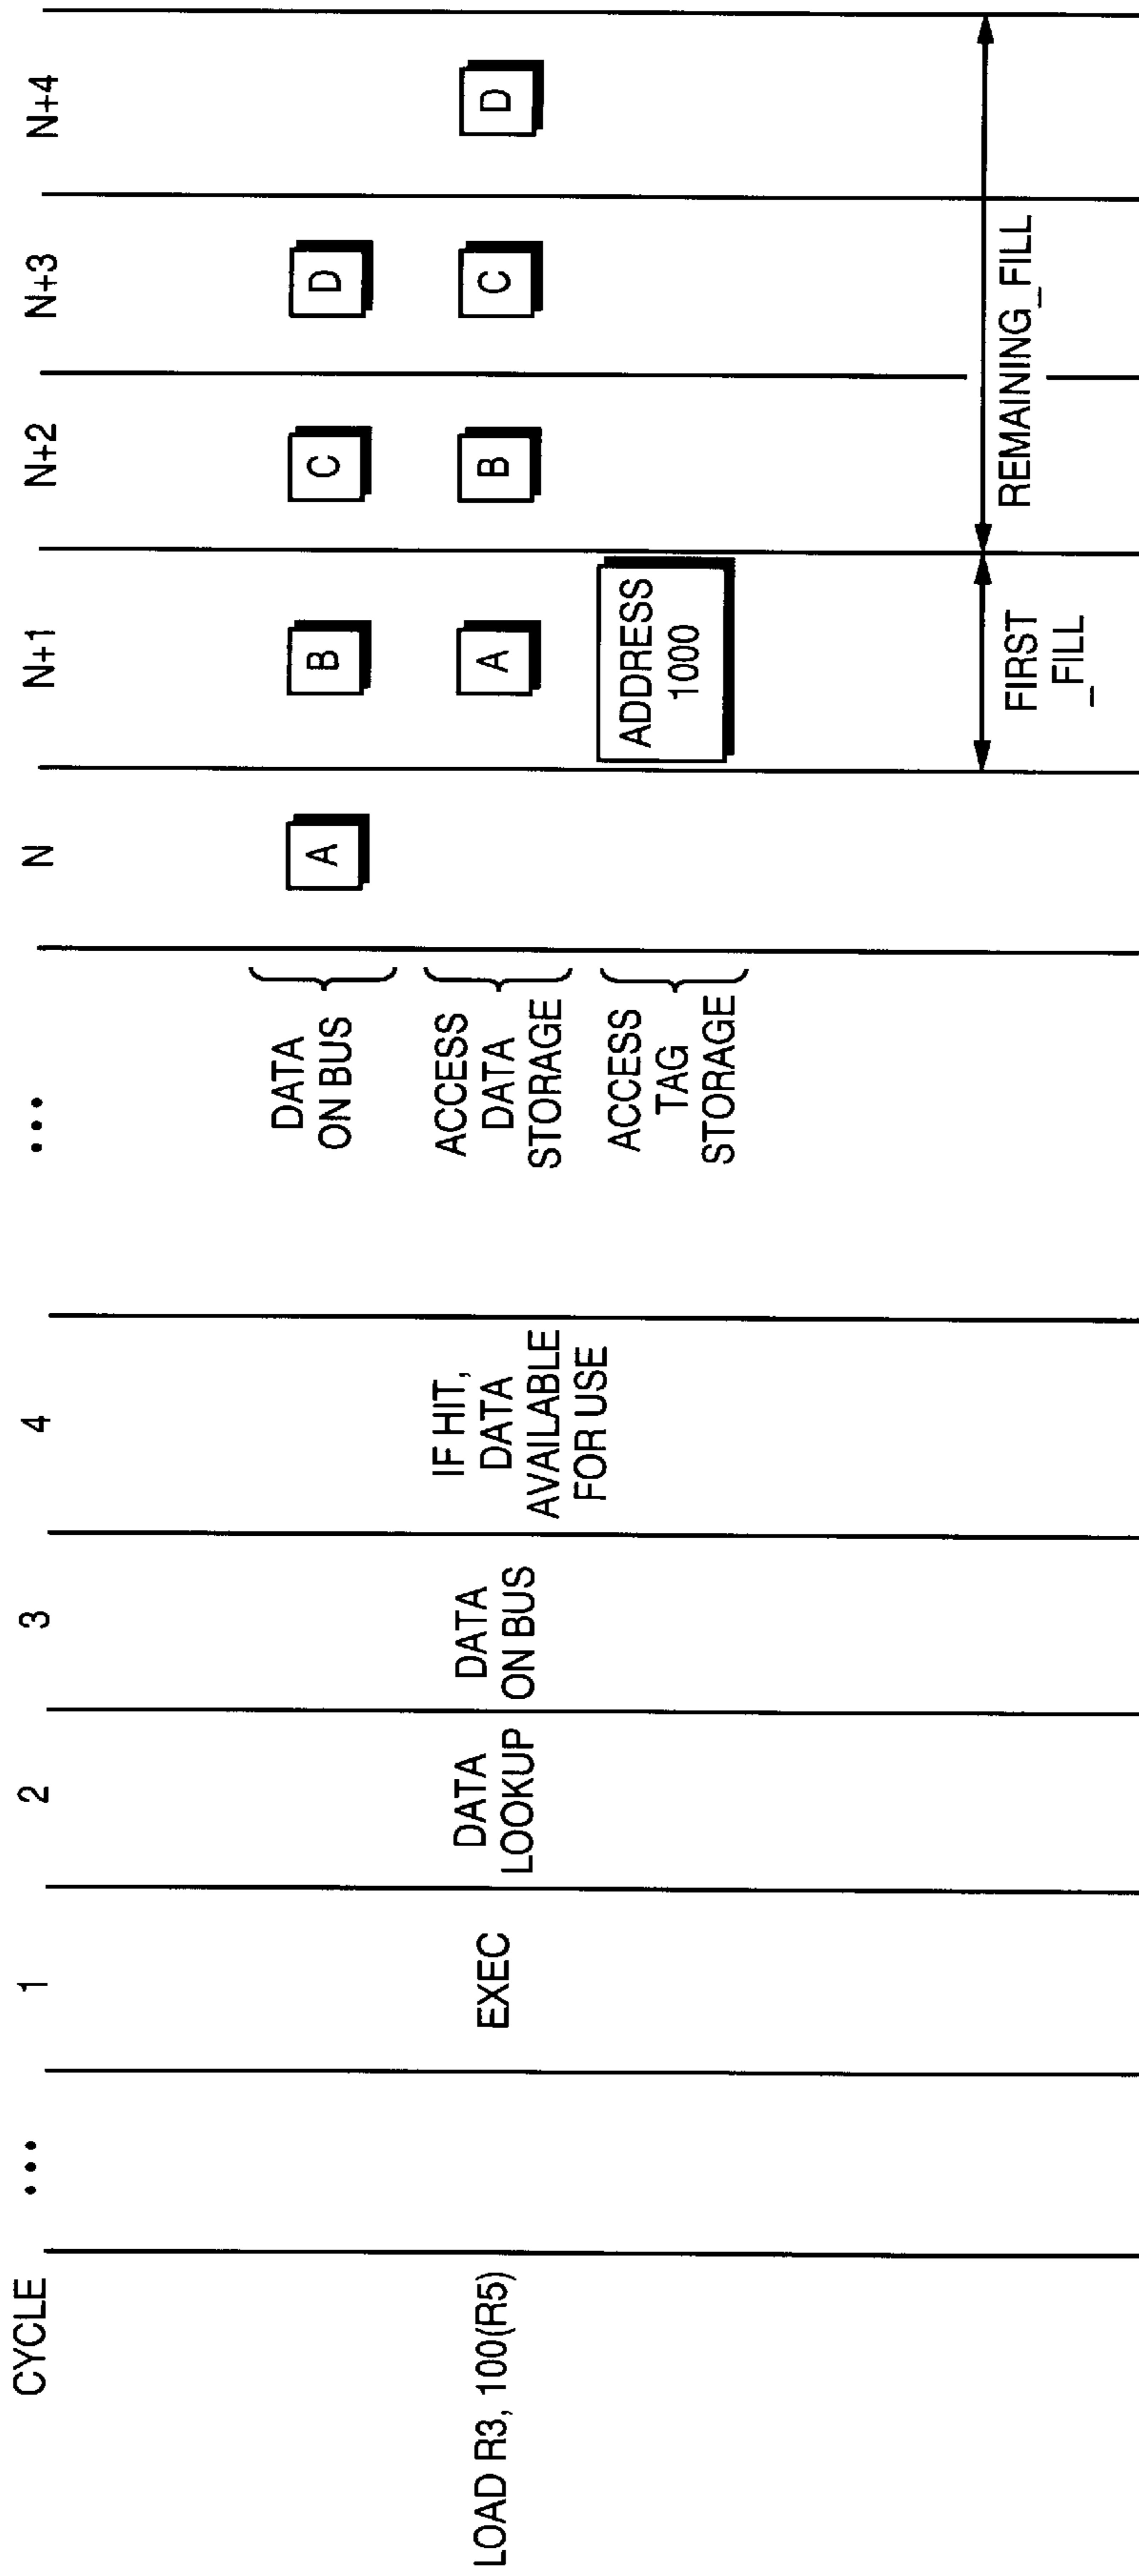 CYCLE ... 1 2 3 4 ... N N+1 N+2 N+3 N+4
DATA
ON BUS
A B C D
LOAD R3, 100(R5)
EXEC
DATA
LOOKUP
DATA
ON BUS
IF HIT,
DATA
AVAILABLE
FOR USE
ACCESS
DATA
STORAGE
A B C D
ACCESS
TAG
STORAGE
ADDRESS
1000
FIRST
_FILL
REMAINING_FILL